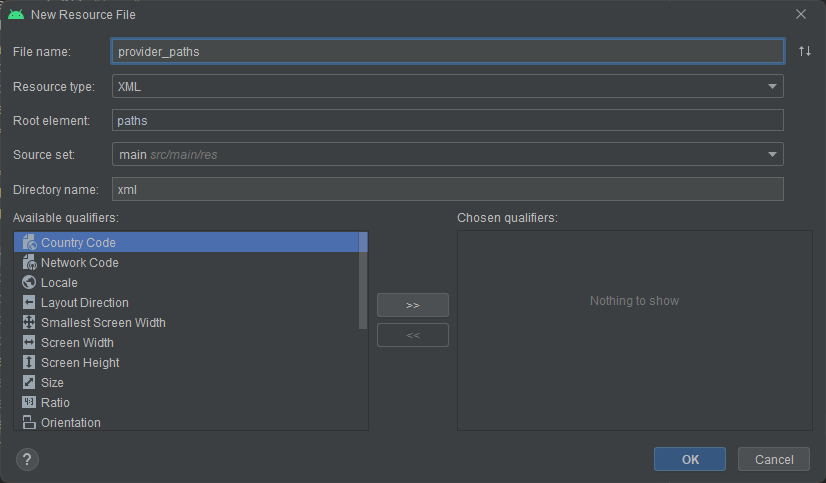 New Resource File
File name: provider_paths
Resource type: XML
Root element: paths
Source set: main src/main/res
Directory name: xml
Available qualifiers: Chosen qualifiers:
Country Code
Network Code
Locale
Layout Direction
Smallest Screen Width
Screen Width
Screen Height
Size
Ratio
Orientation
>>
<<
Nothing to show
? OK Cancel